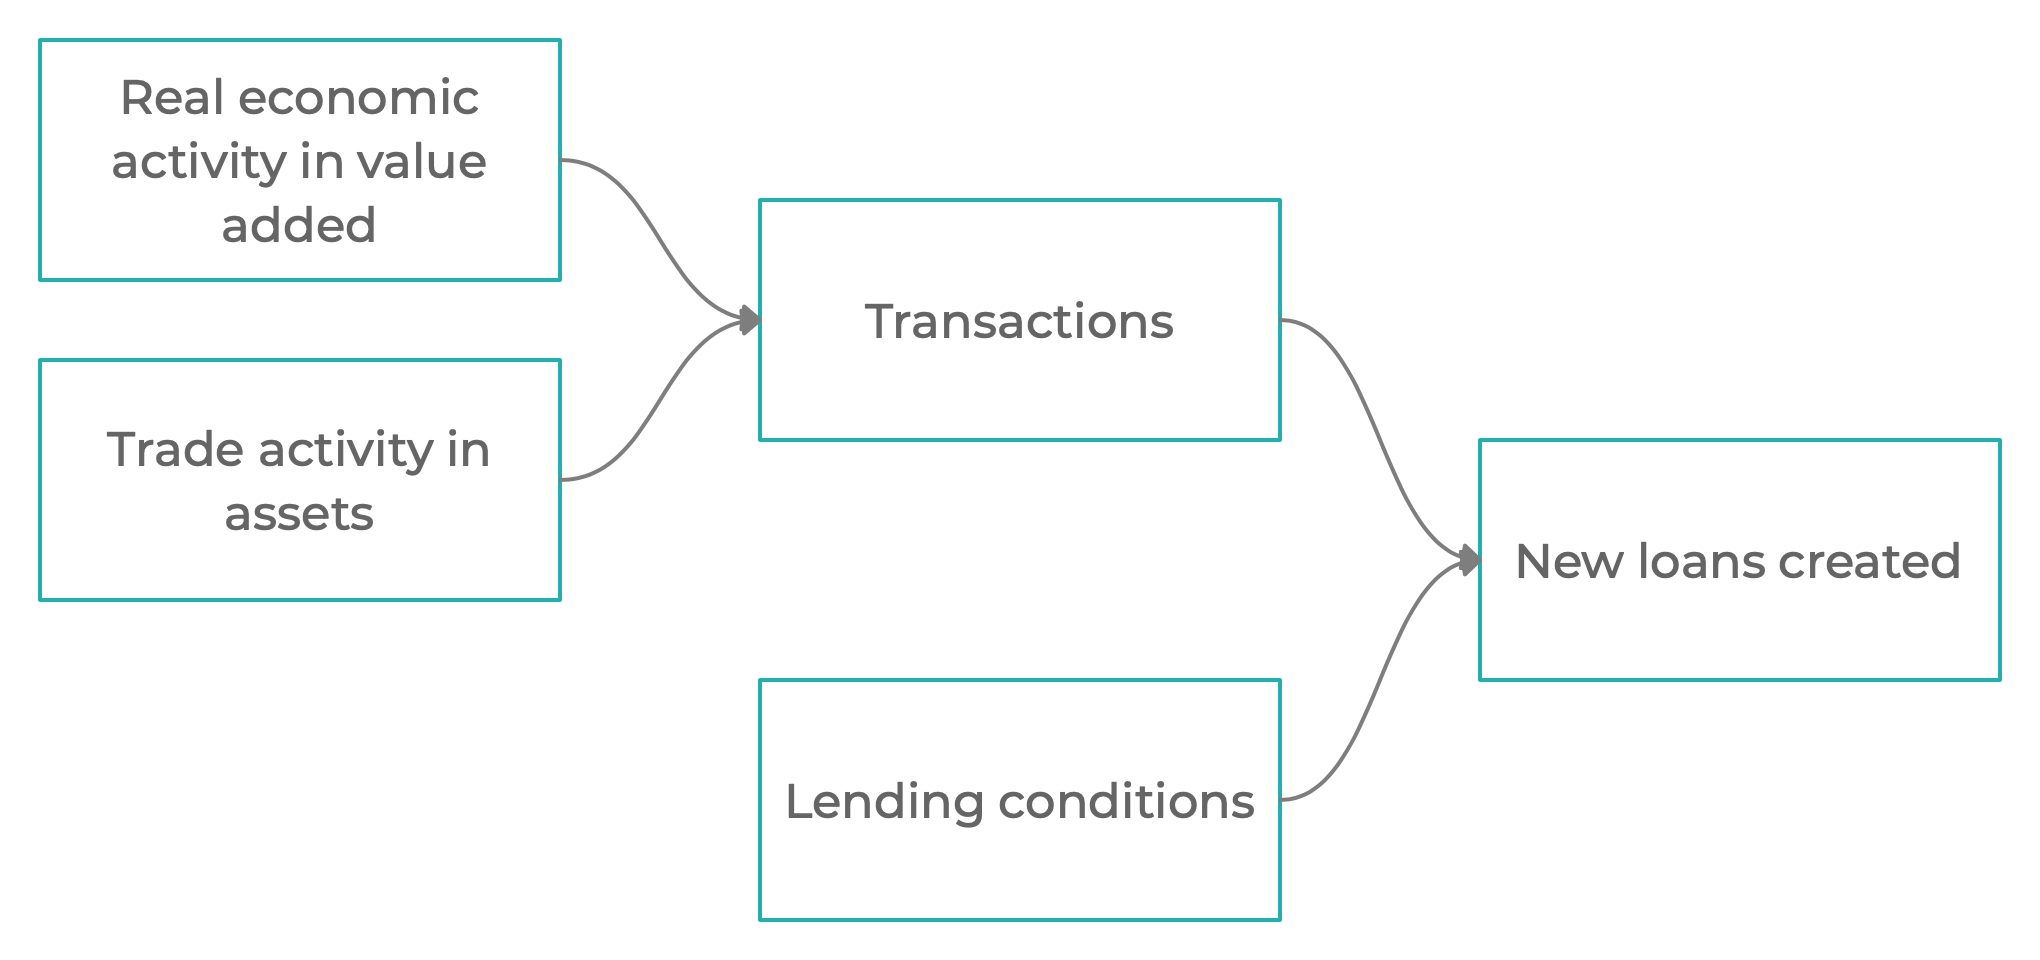 Real economic
activity in value
added
Trade activity in
assets
Transactions
Lending conditions
New loans created